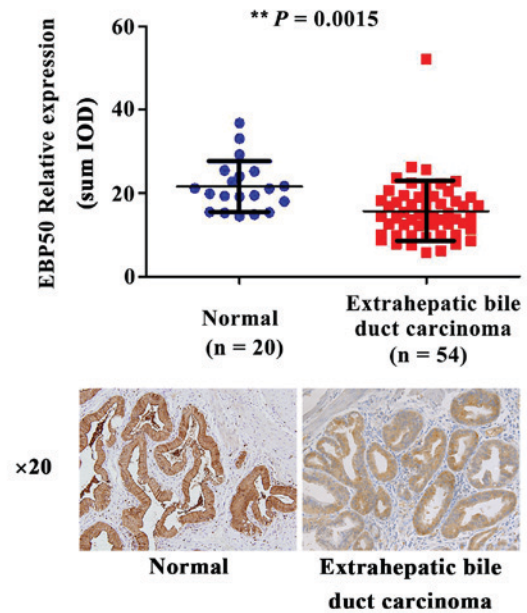 ** P = 0.0015
60
40
20
0
EBP50 Relative expression
(sum IOD)
Normal
(n = 20)
Extrahepatic bile
duct carcinoma
(n = 54)
×20
Normal
Extrahepatic bile
duct carcinoma